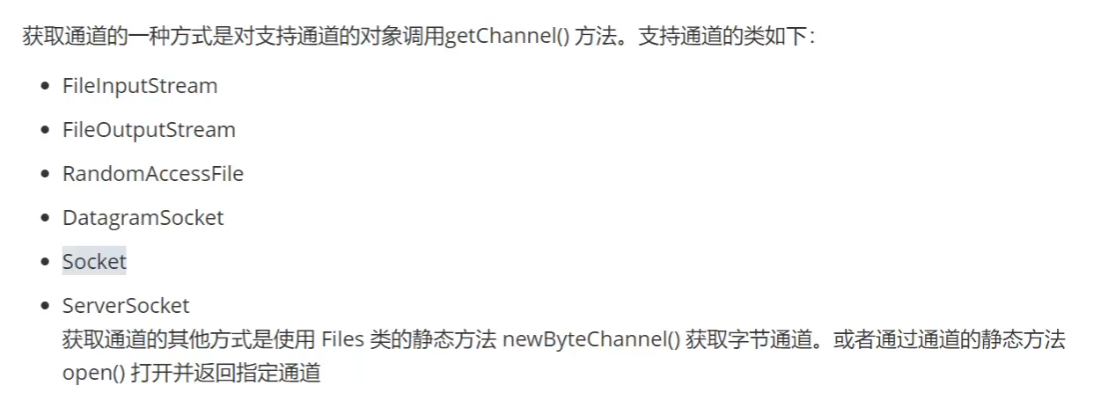 获取通道的一种方式是对支持通道的对象调用getChannel() 方法。支持通道的类如下：
• FileInputStream
• FileOutputStream
• RandomAccessFile
• DatagramSocket
• Socket
• ServerSocket
获取通道的其他方式是使用 Files 类的静态方法 newByteChannel() 获取字节通道。或者通过通道的静态方法
open() 打开并返回指定通道